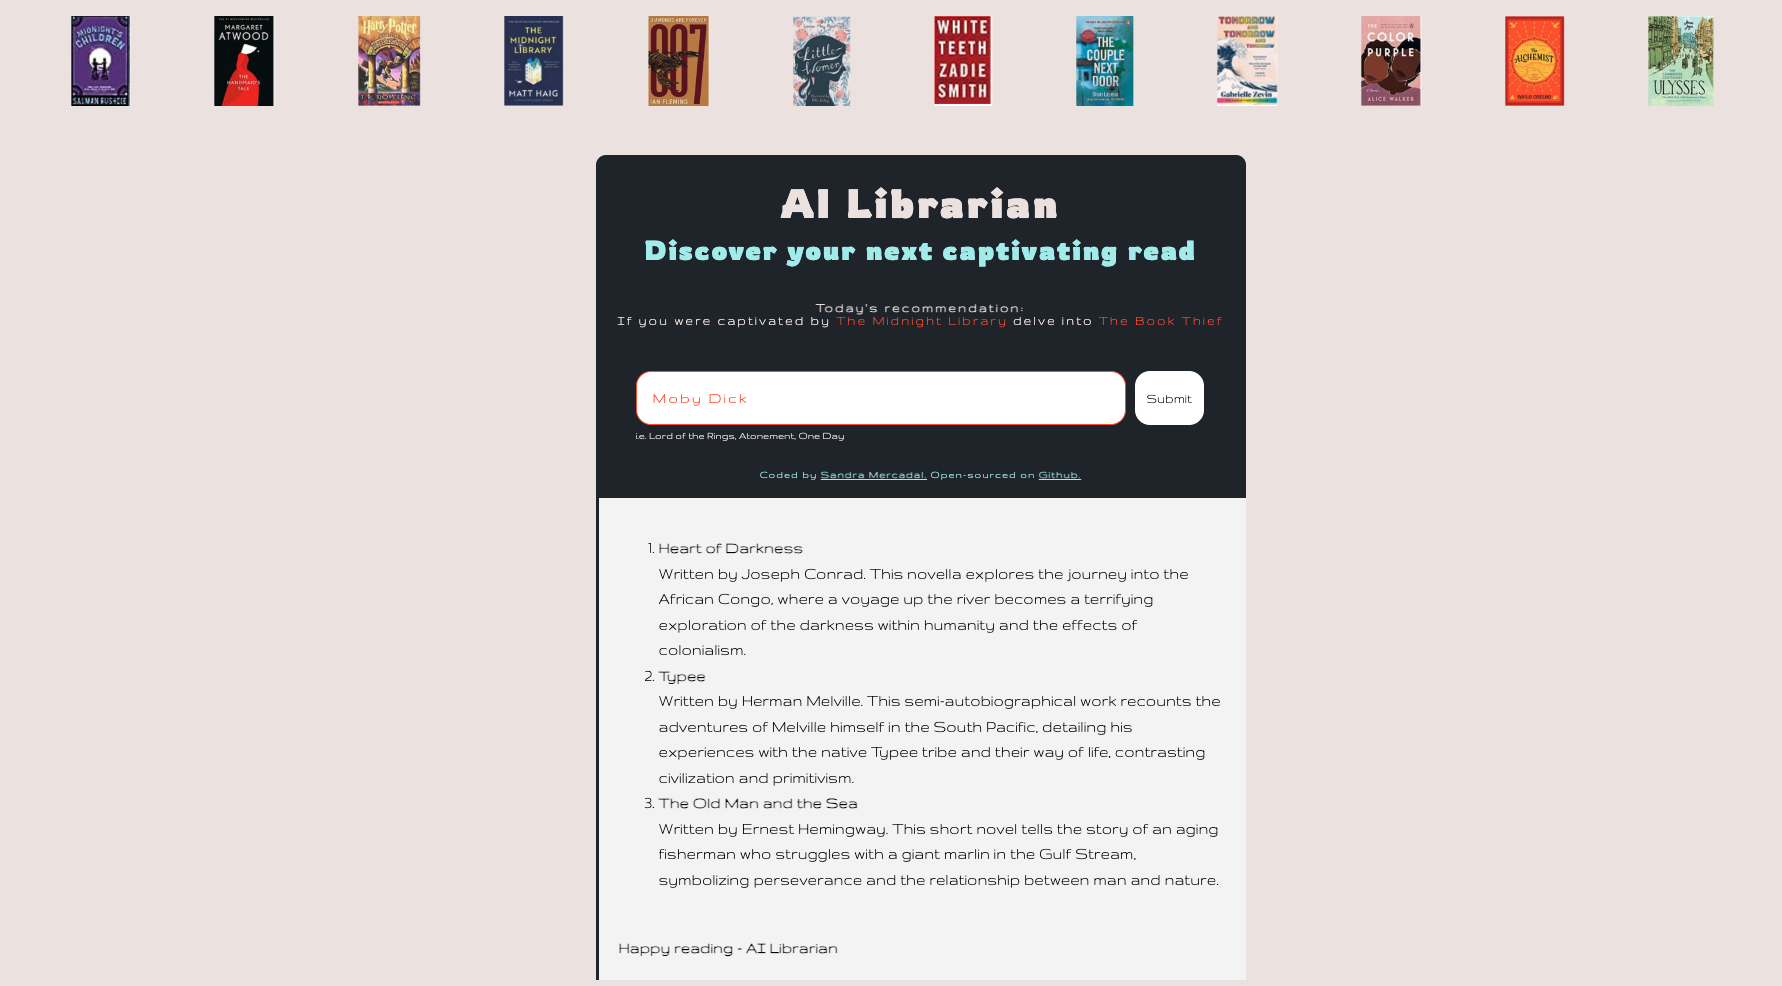 MIDNIGHT'S
CHILDREN
SALMAN RUSHDIE
MARGARET
ATWOOD
THE
HANDMAID'S
TALE
Harry Potter
J.K. ROWLING
THE
MIDNIGHT
LIBRARY
MATT HAIG
DIAMONDS ARE FOREVER
007
IAN FLEMING
Little
Women
WHITE
TEETH
ZADIE
SMITH
THE
COUPLE
NEXT
DOOR
TOMORROW
AND
TOMORROW
AND
TOMORROW
Gabrielle Zevin
THE
COLOR
PURPLE
ALICE WALKER
The
ALCHEMIST
PAULO COELHO
ULYSSES
AI Librarian
Discover your next captivating read
Today's recommendation:
If you were captivated by The Midnight Library delve into The Book Thief
Moby Dick
Submit
i.e. Lord of the Rings, Atonement, One Day
Coded by Sandra Mercadal. Open-sourced on Github.
1. Heart of Darkness
Written by Joseph Conrad. This novella explores the journey into the
African Congo, where a voyage up the river becomes a terrifying
exploration of the darkness within humanity and the effects of
colonialism.
2. Typee
Written by Herman Melville. This semi-autobiographical work recounts the
adventures of Melville himself in the South Pacific, detailing his
experiences with the native Typee tribe and their way of life, contrasting
civilization and primitivism.
3. The Old Man and the Sea
Written by Ernest Hemingway. This short novel tells the story of an aging
fisherman who struggles with a giant marlin in the Gulf Stream,
symbolizing perseverance and the relationship between man and nature.
Happy reading - AI Librarian